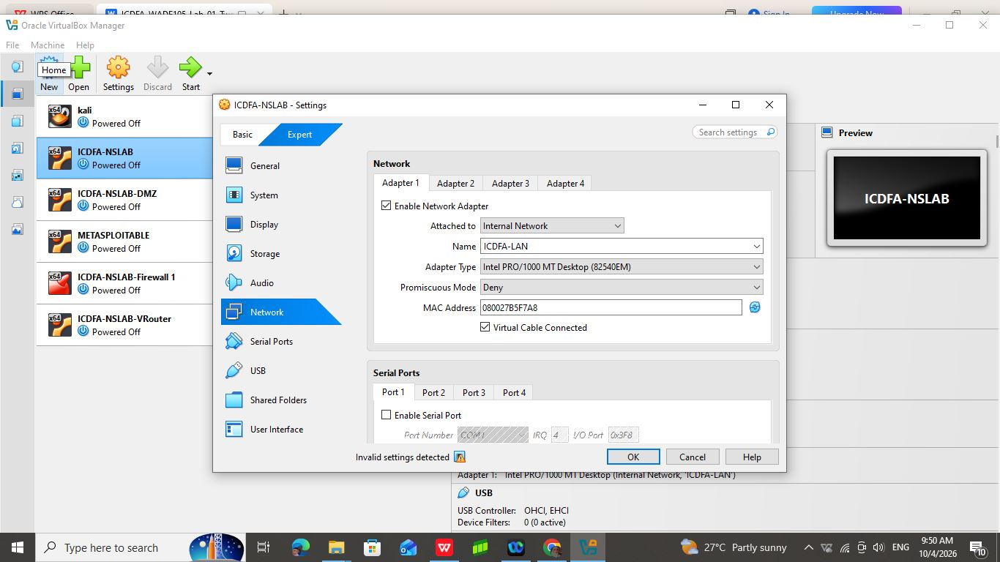 WPS Office
ICDFA_WADF105_Lab_01_Tw
Sign In
Upgrade Now
Oracle VirtualBox Manager
File Machine Help
Home
New Open Settings Discard Start
x64 kali
Powered Off
x64 ICDFA-NSLAB
Powered Off
x64 ICDFA-NSLAB-DMZ
Powered Off
x64 METASPLOITABLE
Powered Off
x64 ICDFA-NSLAB-Firewall 1
Powered Off
x64 ICDFA-NSLAB-VRouter
Powered Off
ICDFA-NSLAB - Settings
Basic Expert
Search settings
General
System
Display
Storage
Audio
Network
Serial Ports
USB
Shared Folders
User Interface
Network
Adapter 1 Adapter 2 Adapter 3 Adapter 4
Enable Network Adapter
Attached to Internal Network
Name ICDFA-LAN
Adapter Type Intel PRO/1000 MT Desktop (82540EM)
Promiscuous Mode Deny
MAC Address 080027B5F7A8
Virtual Cable Connected
Serial Ports
Port 1 Port 2 Port 3 Port 4
Enable Serial Port
Port Number COM1 IRQ 4 I/O Port 0x3F8
Invalid settings detected
OK Cancel Help
Preview
ICDFA-NSLAB
Adapter 1: Intel PRO/1000 MT Desktop (Internal Network, 'ICDFA-LAN')
USB
USB Controller: OHCI, EHCI
Device Filters: 0 (0 active)
Type here to search
27°C Partly sunny
ENG
9:50 AM
10/4/2026
10